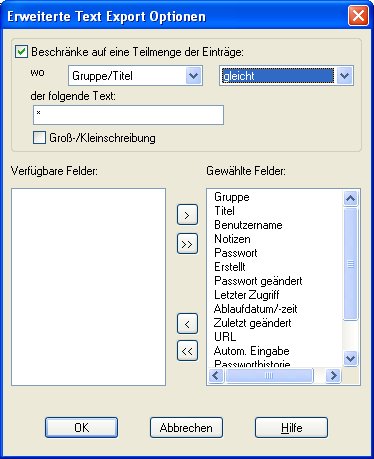 Erweiterte Text Export Optionen
Beschränke auf eine Teilmenge der Einträge:
wo Gruppe/Titel gleicht
der folgende Text:
*
Groß-/Kleinschreibung
Verfügbare Felder: Gewählte Felder:
Gruppe
Titel
Benutzername
Notizen
Passwort
Erstellt
Passwort geändert
Letzter Zugriff
Ablaufdatum/-zeit
Zuletzt geändert
URL
Autom. Eingabe
Passworthistorie
>
>>
<
<<
OK Abbrechen Hilfe